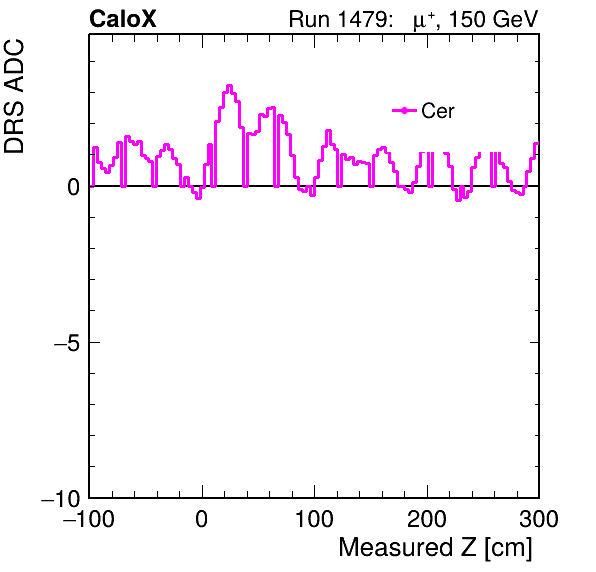 CaloX Run 1479: μ⁺, 150 GeV
DRS ADC
Cer
0
−5
−10
−100 0 100 200 300
Measured Z [cm]